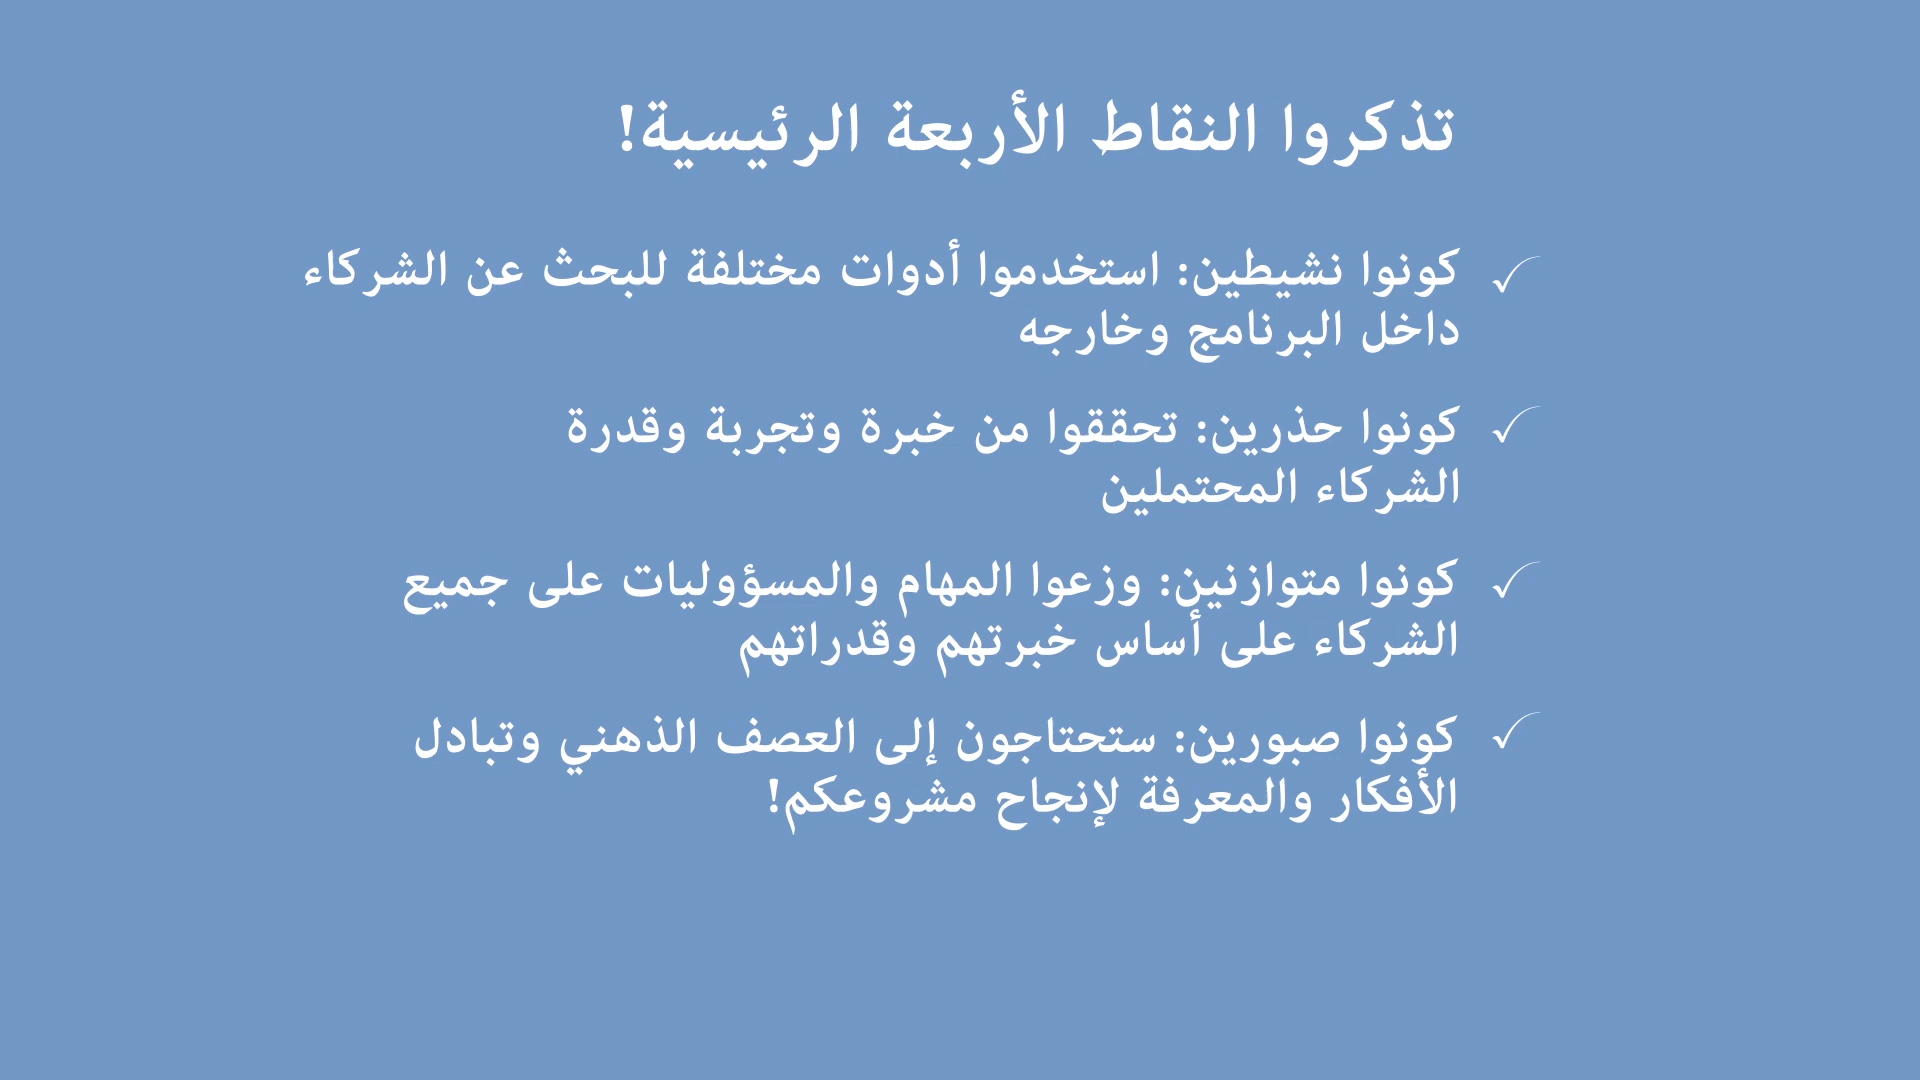 تذكروا النقاط الأربعة الرئيسية!
✓ كونوا نشيطين: استخدموا أدوات مختلفة للبحث عن الشركاء
داخل البرنامج وخارجه
✓ كونوا حذرين: تحققوا من خبرة وتجربة وقدرة
الشركاء المحتملين
✓ كونوا متوازنين: وزعوا المهام والمسؤوليات على جميع
الشركاء على أساس خبرتهم وقدراتهم
✓ كونوا صبورين: ستحتاجون إلى العصف الذهني وتبادل
الأفكار والمعرفة لإنجاح مشروعكم!